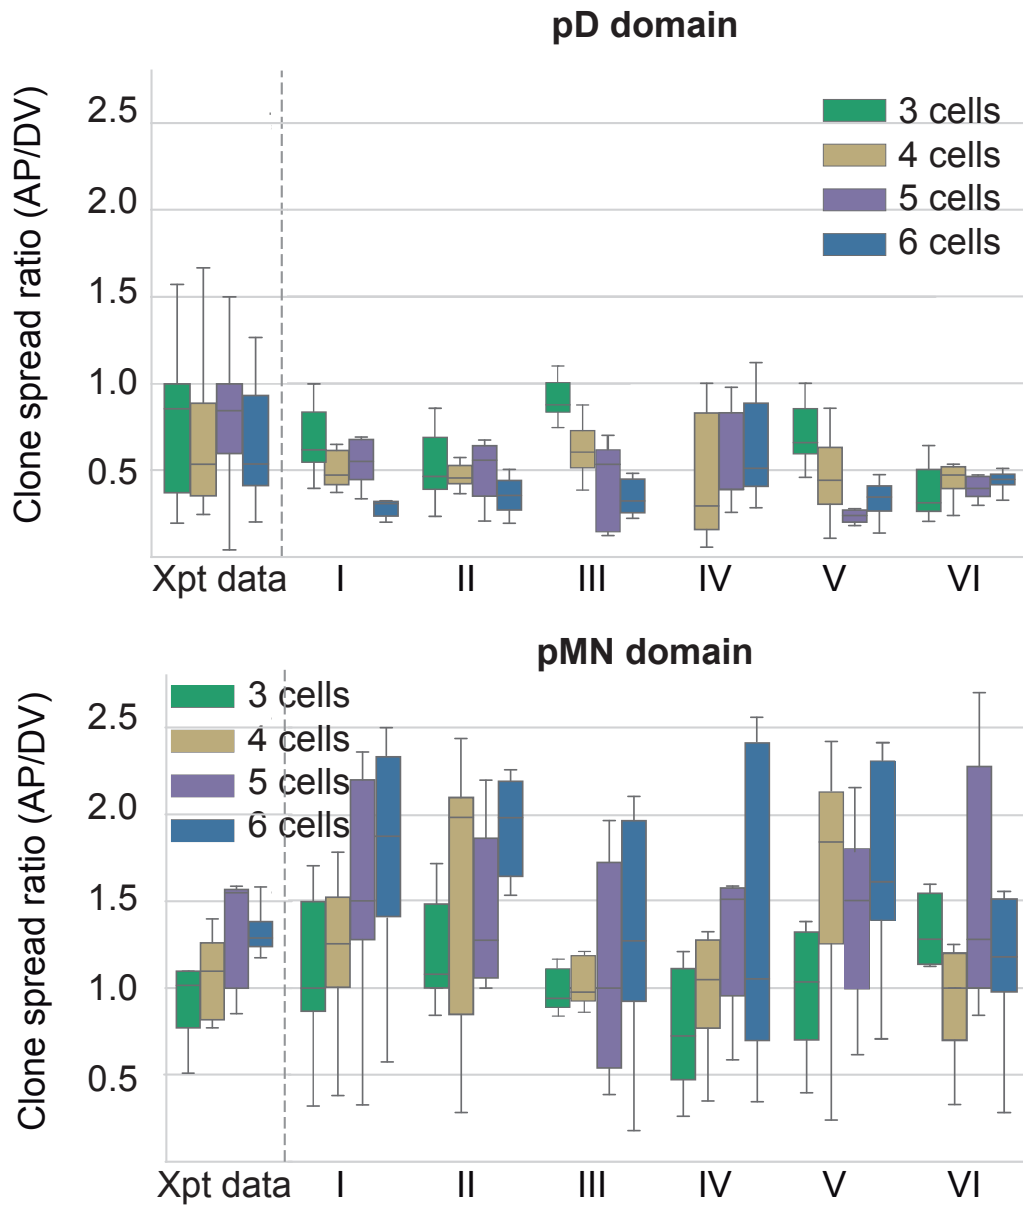 pD domain
Clone spread ratio (AP/DV)
2.5
2.0
1.5
1.0
0.5
3 cells
4 cells
5 cells
6 cells
Xpt data I II III IV V VI
pMN domain
Clone spread ratio (AP/DV)
2.5
2.0
1.5
1.0
0.5
3 cells
4 cells
5 cells
6 cells
Xpt data I II III IV V VI